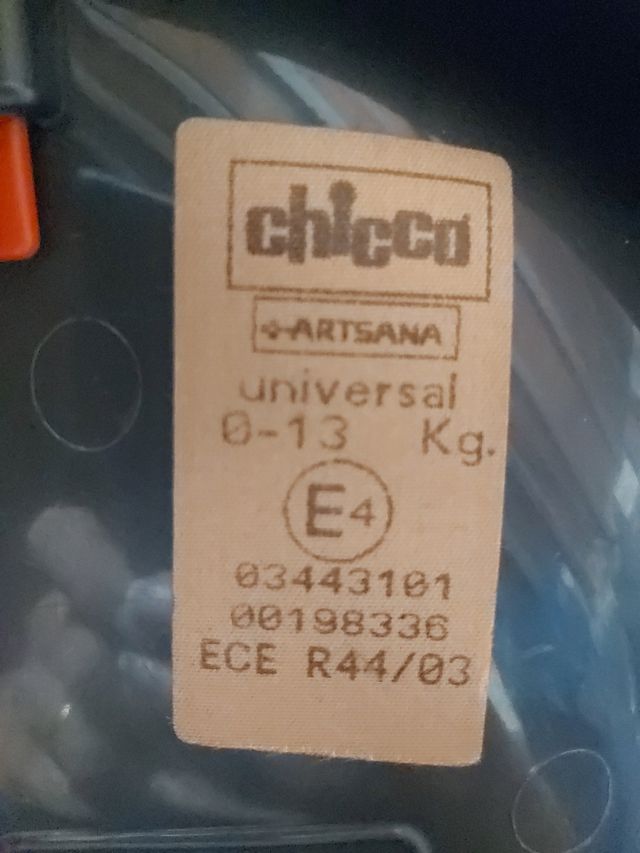 chicco
ARTSANA
universal
0-13 Kg.
E4
03443101
00198336
ECE R44/03